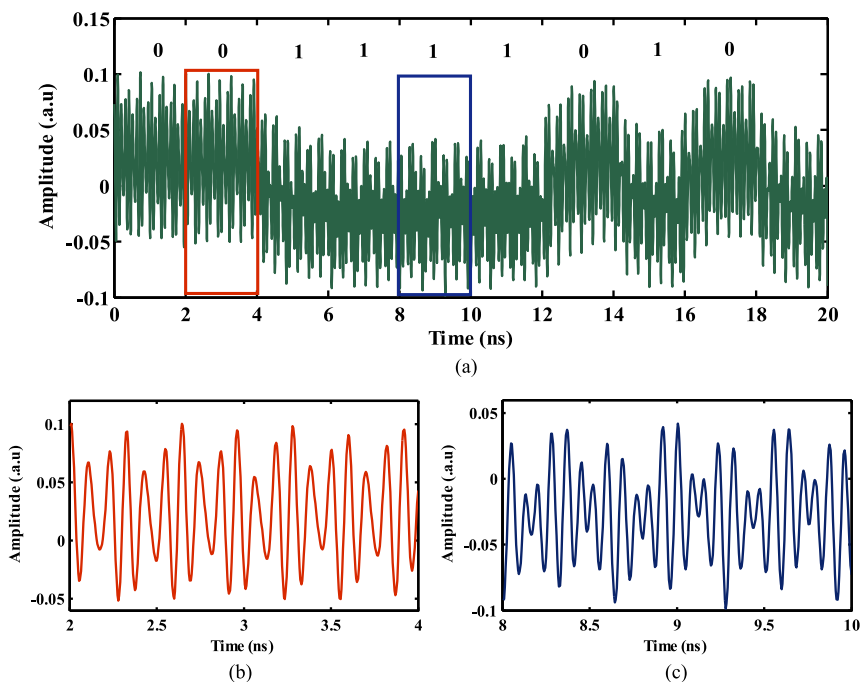 0.15
0 0 1 1 1 1 0 1 0
0.1
0.05
0
-0.05
-0.1
Amplitude (.a.u)
0 2 4 6 8 10 12 14 16 18 20
Time (ns)
(a)
0.1
0.05
0
-0.05
Amplitude (.a.u)
2 2.5 3 3.5 4
Time (ns)
(b)
0.05
0
-0.05
-0.1
Amplitude (.a.u)
8 8.5 9 9.5 10
Time (ns)
(c)